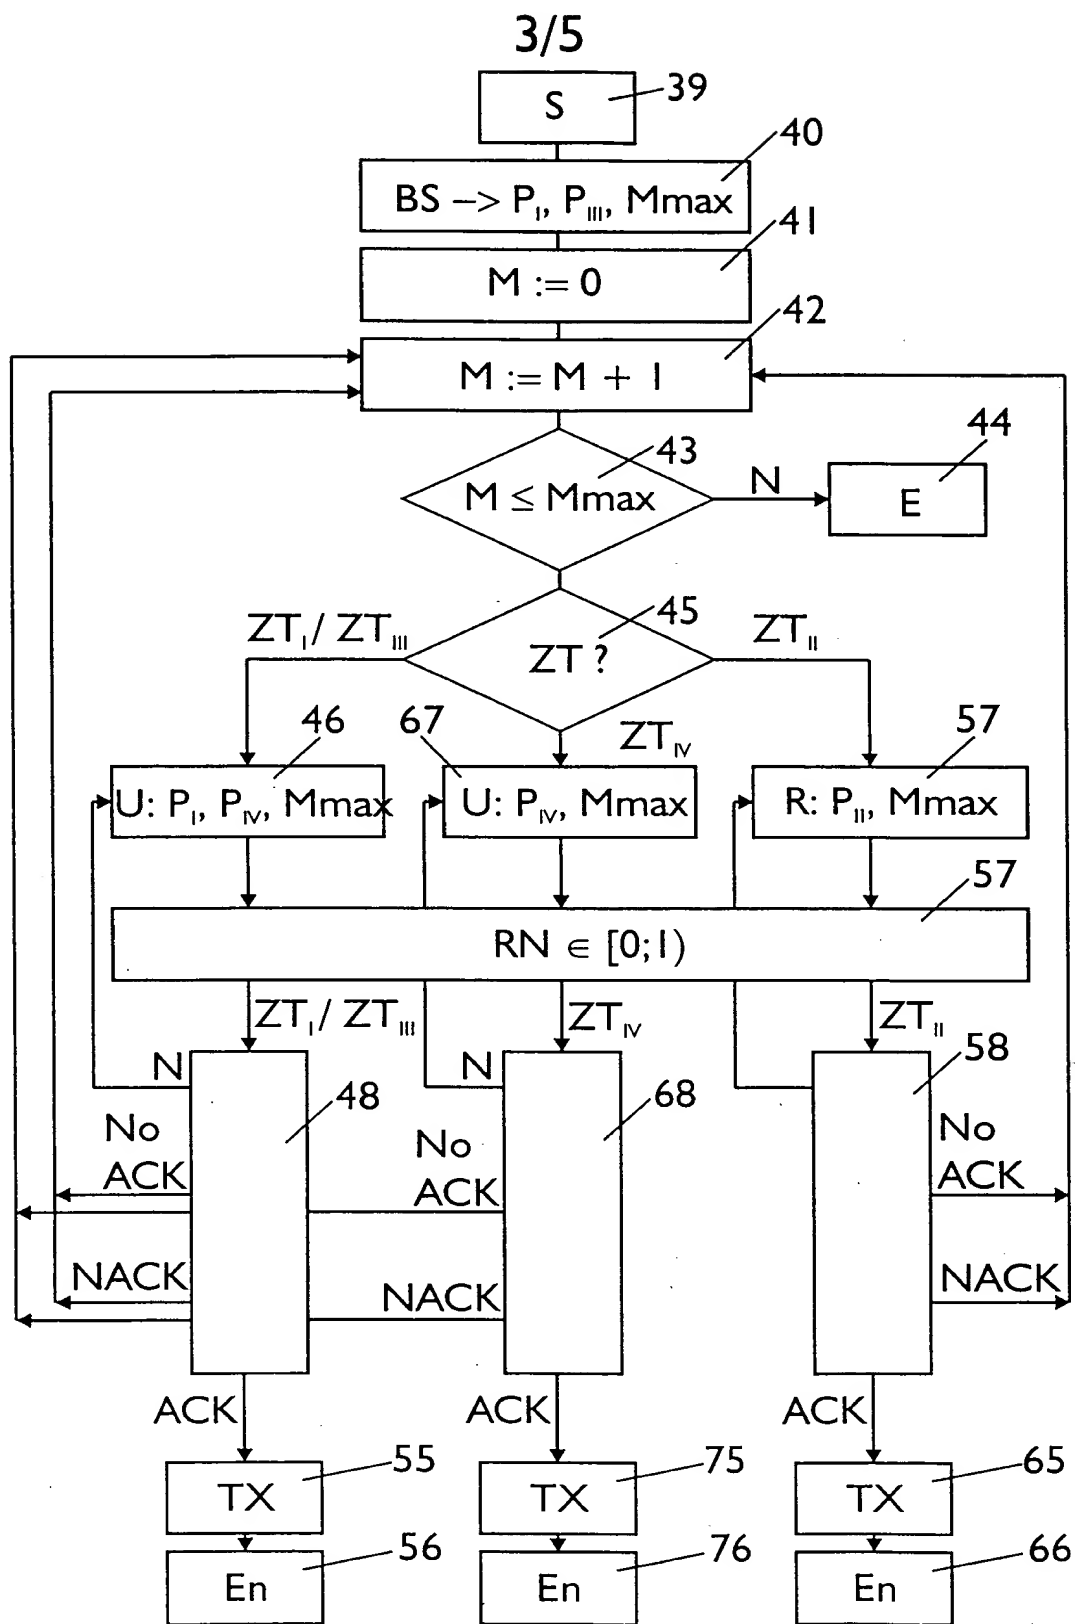 3/5
S
39
40
BS -> P_I, P_III, Mmax
41
M := 0
42
M := M + 1
43
M ≤ Mmax
N
44
E
45
ZT ?
ZT_I / ZT_III
ZT_II
ZT_IV
46
67
57
U: P_I, P_IV, Mmax
U: P_IV, Mmax
R: P_II, Mmax
57
RN ∈ [0; 1)
ZT_I / ZT_III
ZT_IV
ZT_II
N
N
48
68
58
No
ACK
No
ACK
No
ACK
NACK
NACK
NACK
ACK
ACK
ACK
55
75
65
TX
TX
TX
56
76
66
En
En
En